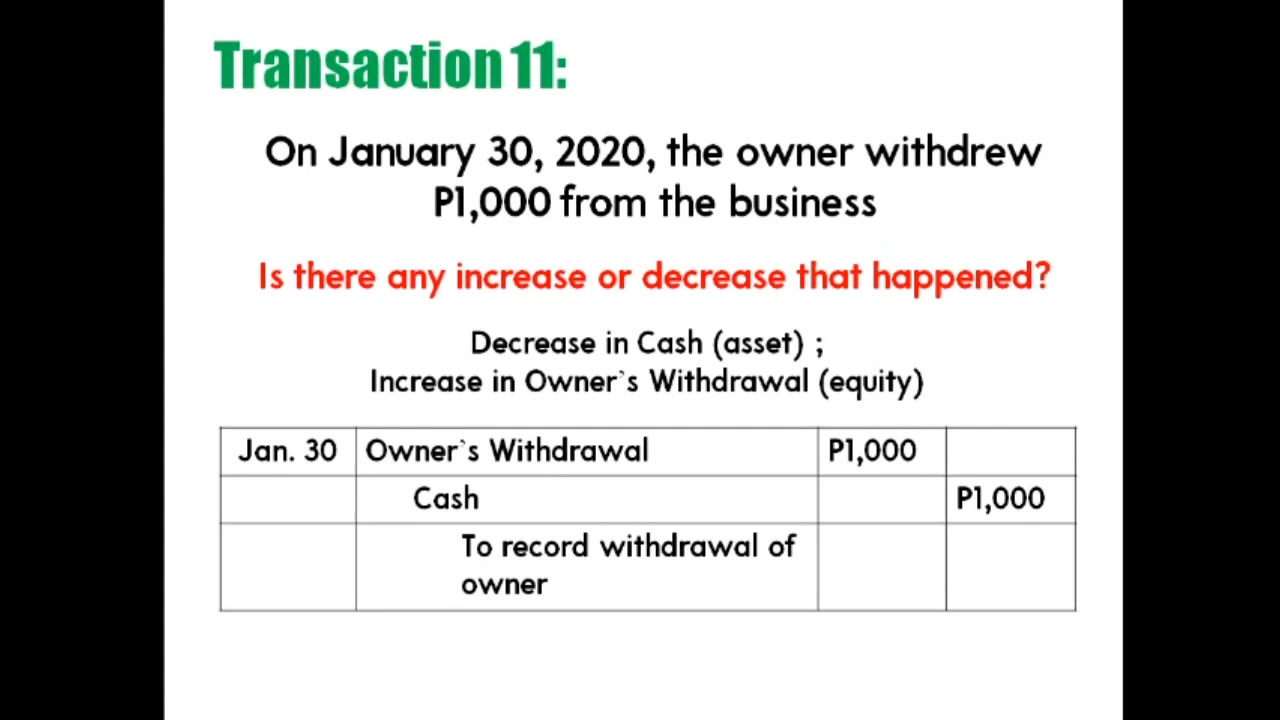 Transaction 11:
On January 30, 2020, the owner withdrew
P1,000 from the business
Is there any increase or decrease that happened?
Decrease in Cash (asset) ;
Increase in Owner`s Withdrawal (equity)
Jan. 30 Owner`s Withdrawal P1,000
Cash P1,000
To record withdrawal of
owner